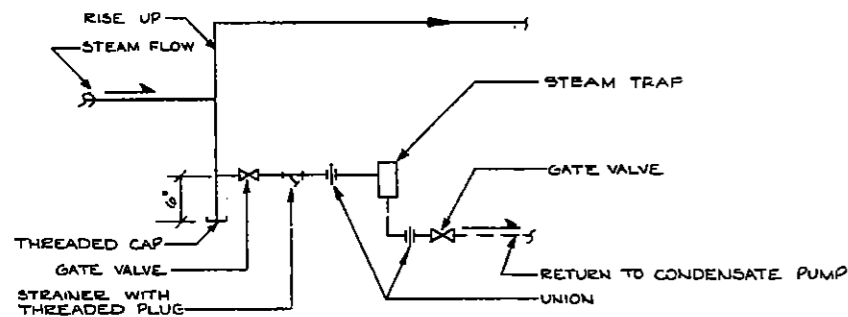 RISE UP
STEAM FLOW
STEAM TRAP
GATE VALVE
6"
THREADED CAP
GATE VALVE
STRAINER WITH
THREADED PLUG
RETURN TO CONDENSATE PUMP
UNION